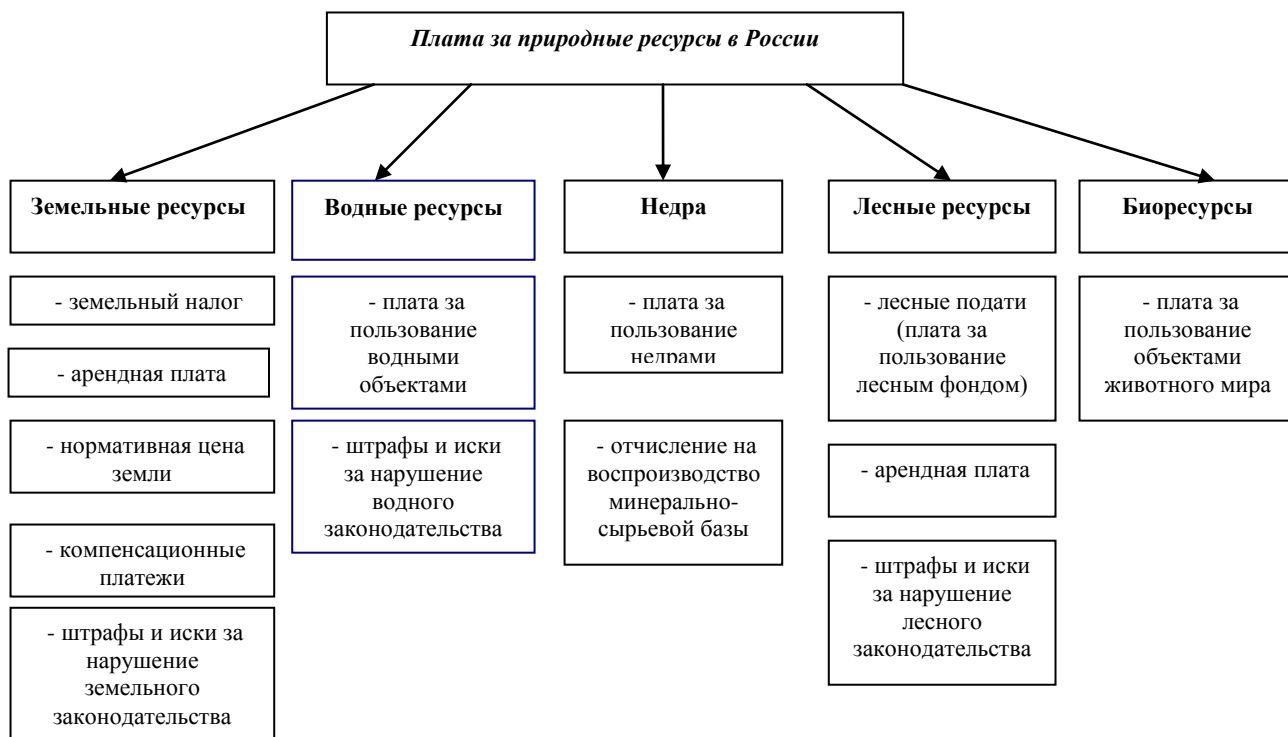 Плата за природные ресурсы в России
Земельные ресурсы
- земельный налог
- арендная плата
- нормативная цена
земли
- компенсационные
платежи
- штрафы и иски за
нарушение
земельного
законодательства
Водные ресурсы
- плата за
пользование
водными
объектами
- штрафы и иски
за нарушение
водного
законодательства
Недра
- плата за
пользование
недрами
- отчисление на
воспроизводство
минерально-
сырьевой базы
Лесные ресурсы
- лесные подати
(плата за
пользование
лесным фондом)
- арендная плата
- штрафы и иски
за нарушение
лесного
законодательства
Биоресурсы
- плата за
пользование
объектами
животного мира